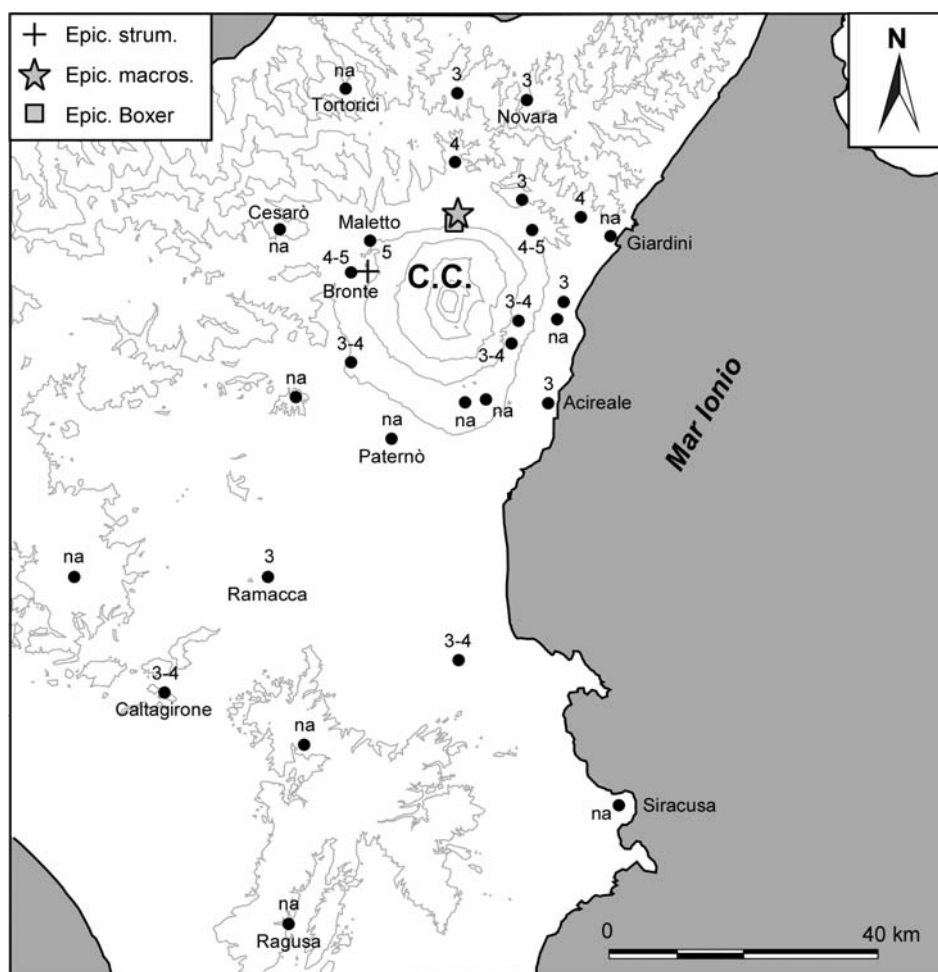 Epic. strum.
Epic. macros.
Epic. Boxer
N
na
Tortorici
3
3
Novara
4
3
4
na
Giardini
4-5
Cesarò
na
Maletto
5
4-5
Bronte
C.C.
3
3-4
na
3-4
3-4
na
na
na
3
Acireale
na
Paternò
Mar Ionio
na
3
Ramacca
3-4
3-4
Caltagirone
na
na
Siracusa
na
Ragusa
0
40 km